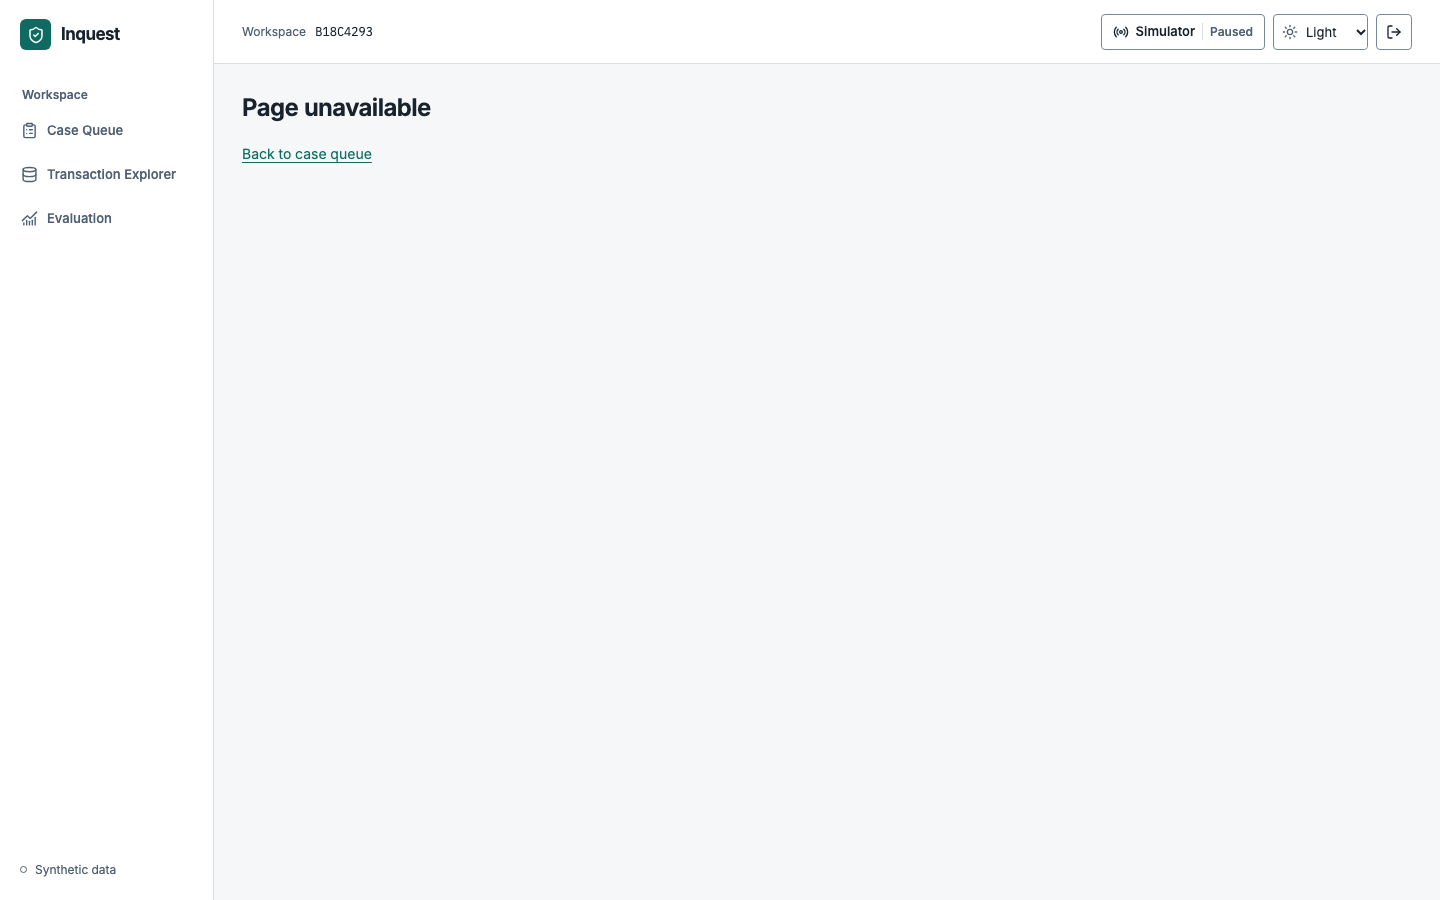 Inquest
Workspace
Case Queue
Transaction Explorer
Evaluation
Synthetic data
Workspace B18C4293
Simulator Paused
Light
Page unavailable
Back to case queue